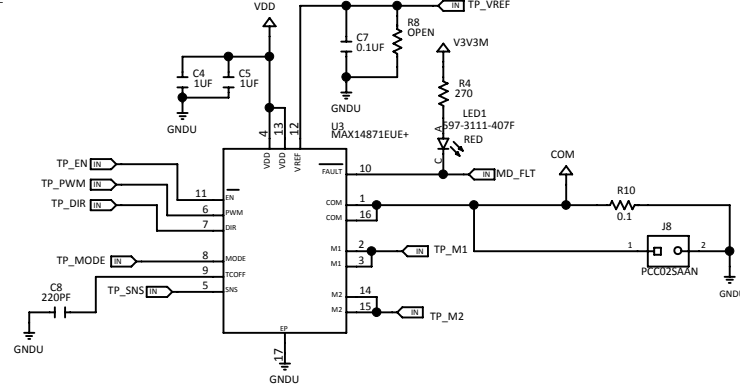 VDD
IN TP_VREF
R8
OPEN
C7
0.1UF
V3V3M
C4
1UF
C5
1UF
R4
270
GNDU
GNDU
LED1
597-3111-407F
RED
A
C
U3
MAX14871EUE+
4
13
12
VDD
VDD
VREF
TP_EN IN
TP_PWM IN
TP_DIR IN
11
6
7
EN
PWM
DIR
FAULT
10
IN MD_FLT
COM
COM
COM
1
16
R10
0.1
J8
1
2
PCC02SAAN
GNDU
TP_MODE IN
8
9
5
MODE
TCOFF
SNS
TP_SNS IN
C8
220PF
GNDU
M1
M1
2
3
IN TP_M1
M2
M2
14
15
IN TP_M2
EP
17
GNDU